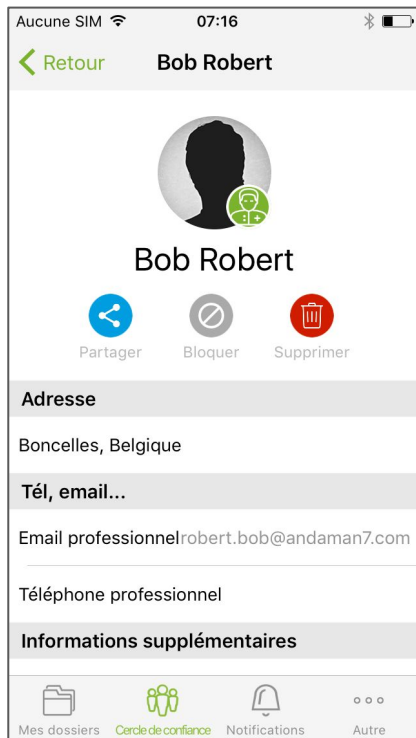 Aucune SIM 07:16
Retour Bob Robert
Bob Robert
Partager Bloquer Supprimer
Adresse
Boncelles, Belgique
Tél, email...
Email professionnel robert.bob@andaman7.com
Téléphone professionnel
Informations supplémentaires
Mes dossiers Cercle de confiance Notifications Autre